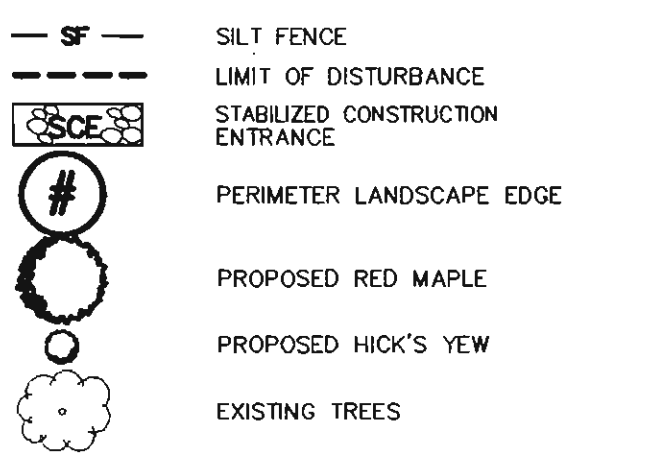 SF SILT FENCE
LIMIT OF DISTURBANCE
SCE STABILIZED CONSTRUCTION
ENTRANCE
# PERIMETER LANDSCAPE EDGE
PROPOSED RED MAPLE
PROPOSED HICK'S YEW
EXISTING TREES